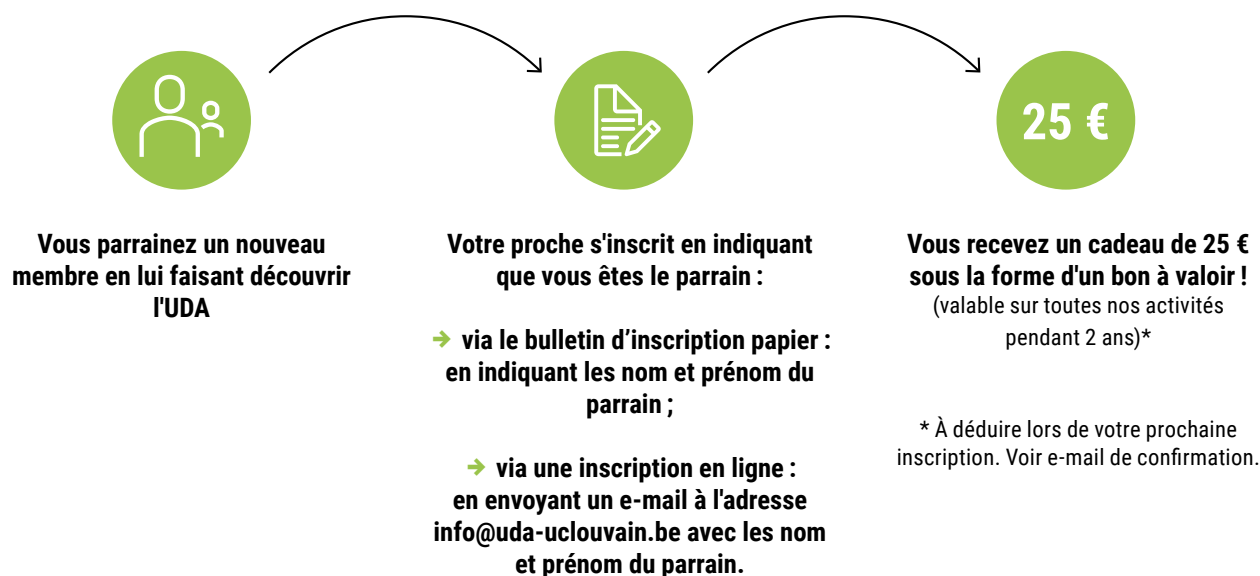 25 €
Vous parrainez un nouveau
membre en lui faisant découvrir
l'UDA
Votre proche s'inscrit en indiquant
que vous êtes le parrain :
➔ via le bulletin d’inscription papier :
en indiquant les nom et prénom du
parrain ;
➔ via une inscription en ligne :
en envoyant un e-mail à l'adresse
info@uda-uclouvain.be avec les nom
et prénom du parrain.
Vous recevez un cadeau de 25 €
sous la forme d'un bon à valoir !
(valable sur toutes nos activités
pendant 2 ans)*
* À déduire lors de votre prochaine
inscription. Voir e-mail de confirmation.